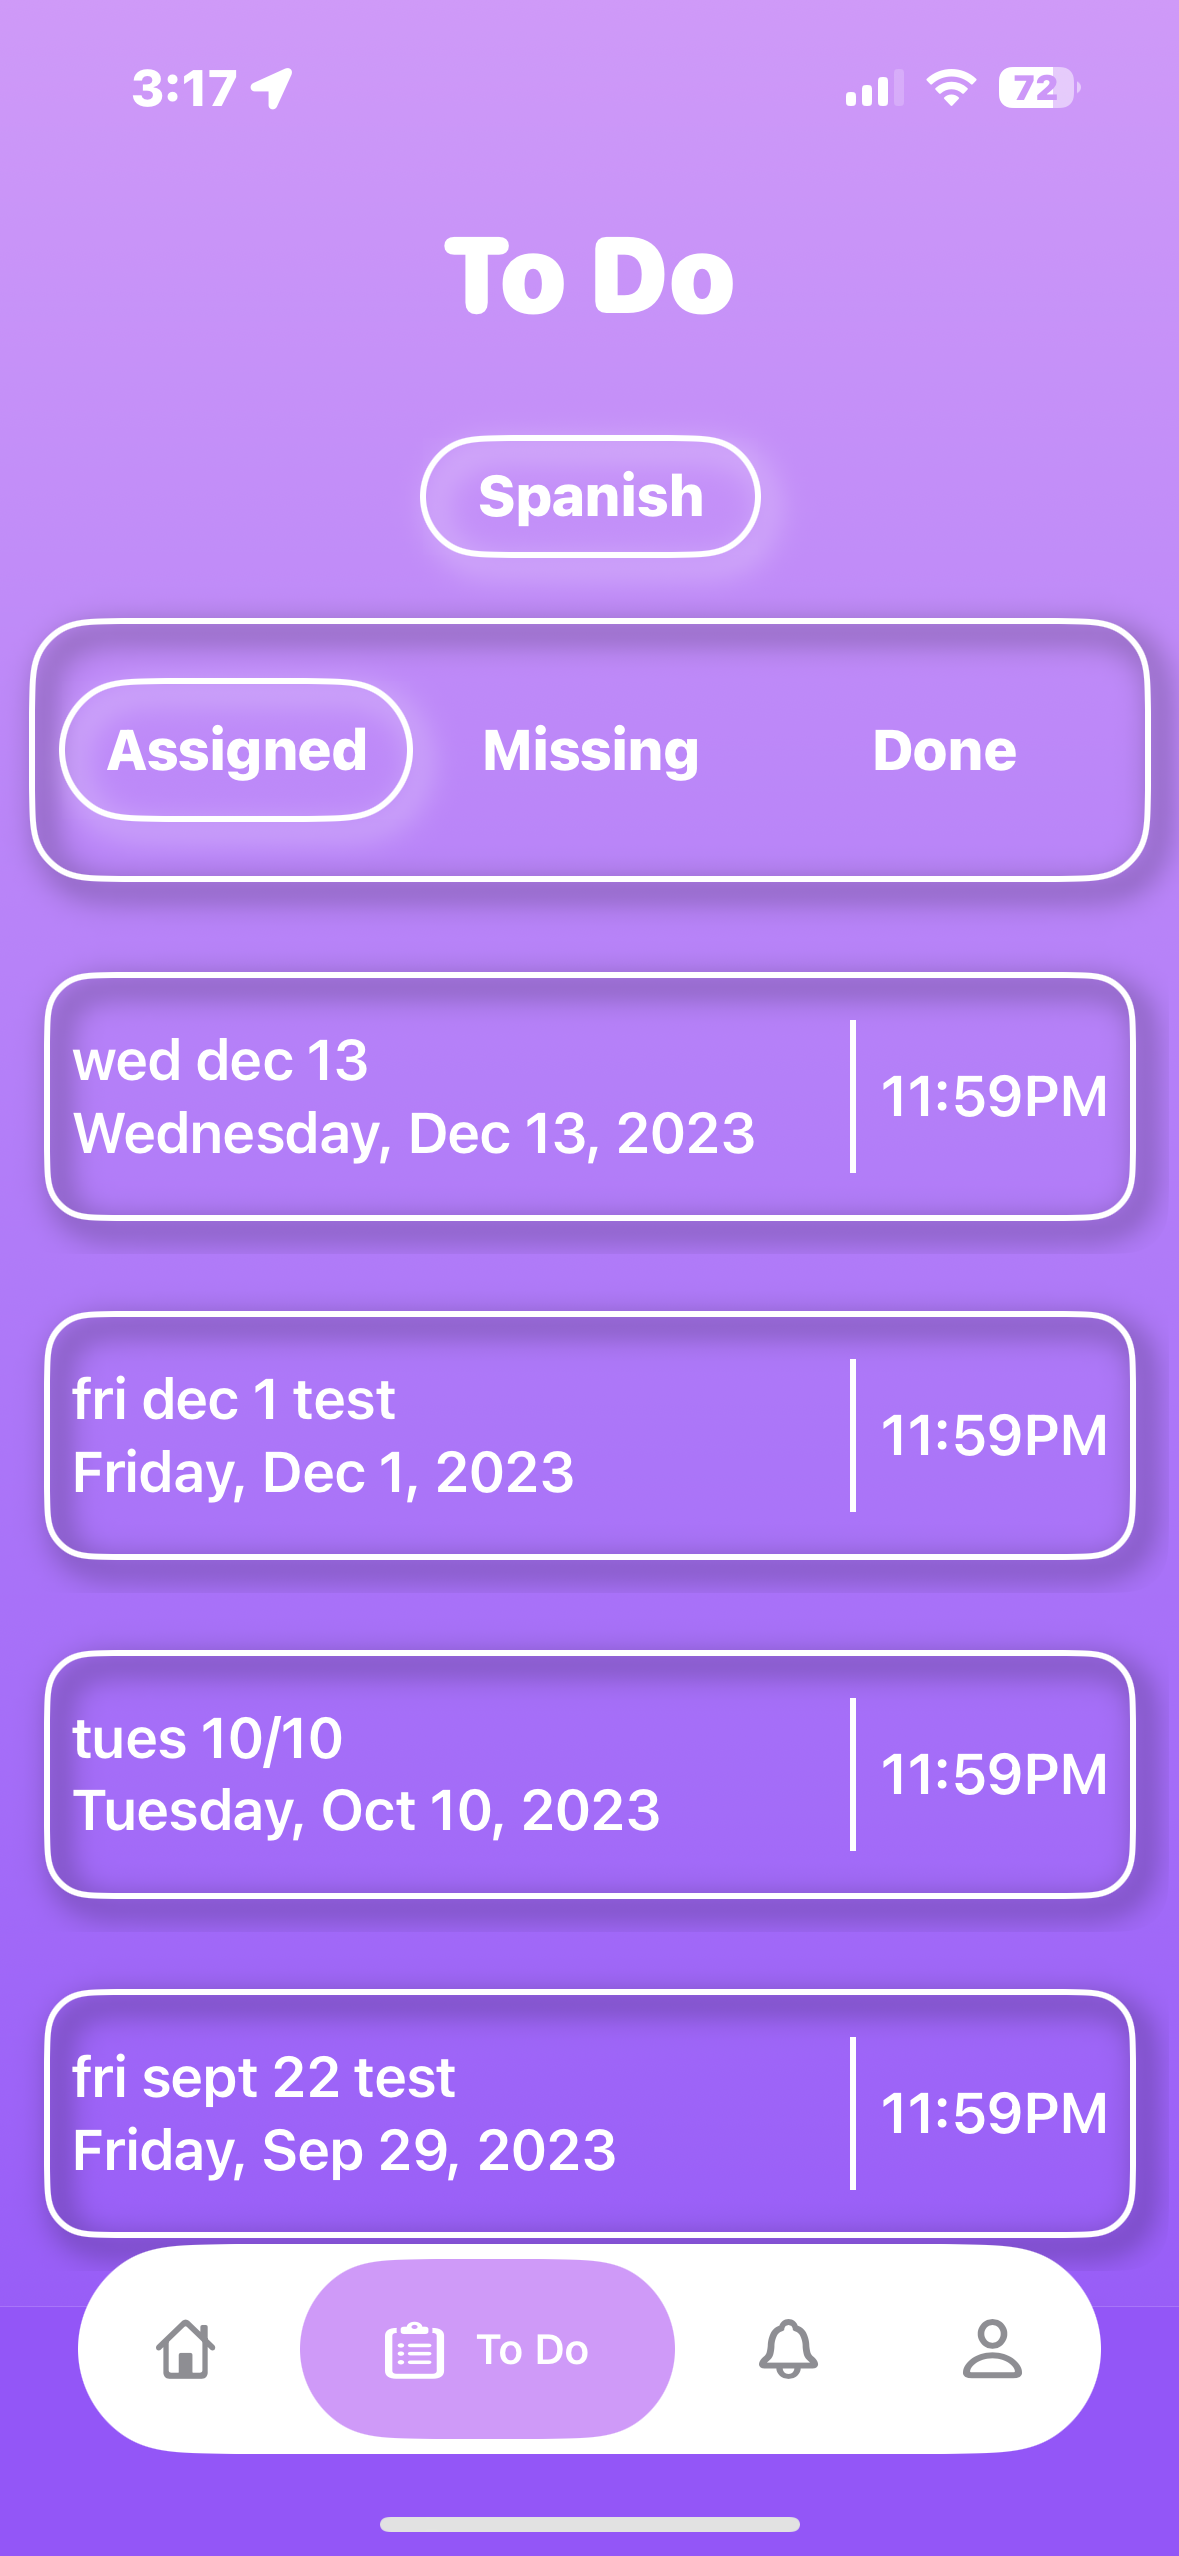 3:17
72
To Do
Spanish
Assigned Missing Done
wed dec 13
Wednesday, Dec 13, 2023
11:59PM
fri dec 1 test
Friday, Dec 1, 2023
11:59PM
tues 10/10
Tuesday, Oct 10, 2023
11:59PM
fri sept 22 test
Friday, Sep 29, 2023
11:59PM
To Do